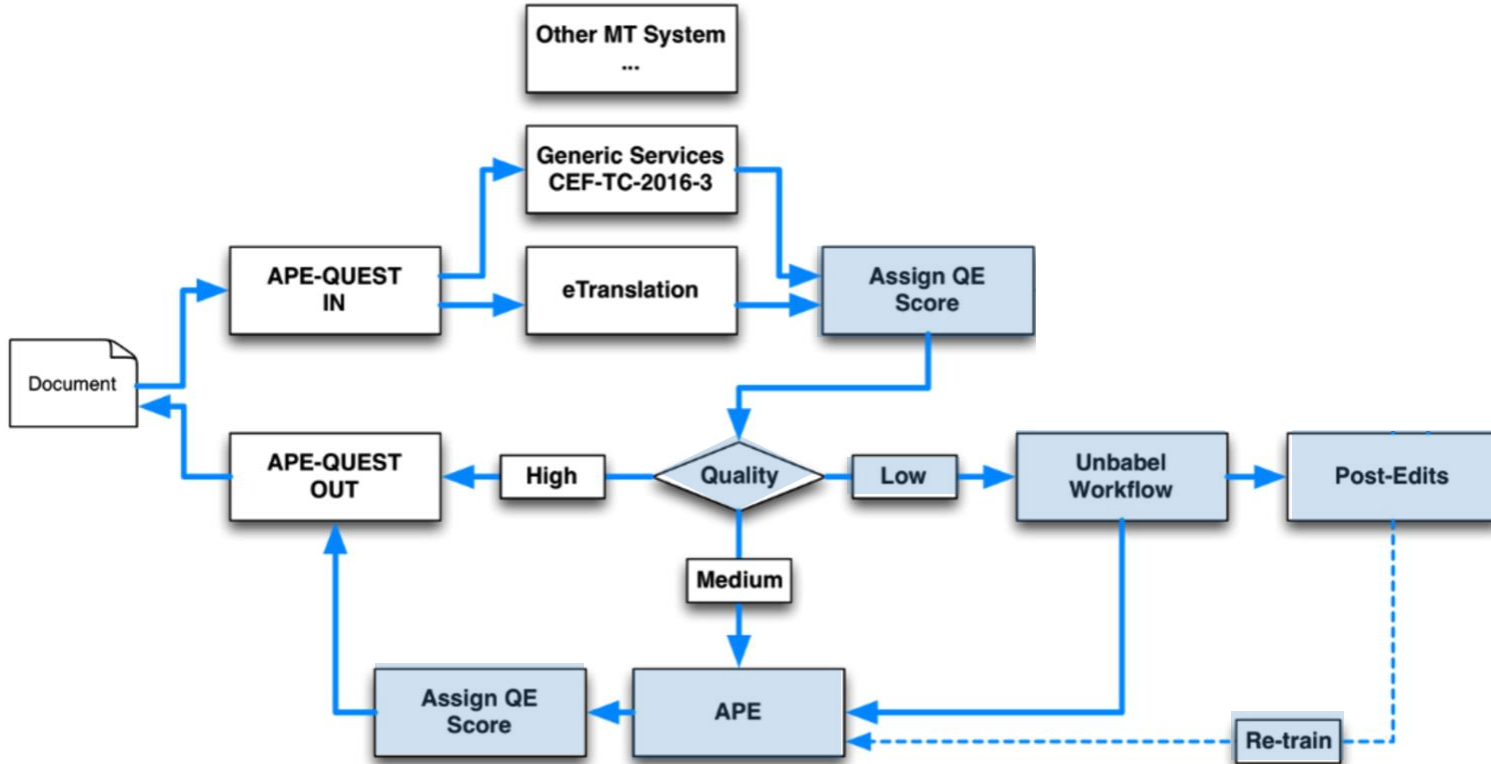 Other MT System
...
Generic Services
CEF-TC-2016-3
APE-QUEST
IN
eTranslation
Assign QE
Score
Document
APE-QUEST
OUT
High
Quality
Low
Unbabel
Workflow
Post-Edits
Medium
Assign QE
Score
APE
Re-train